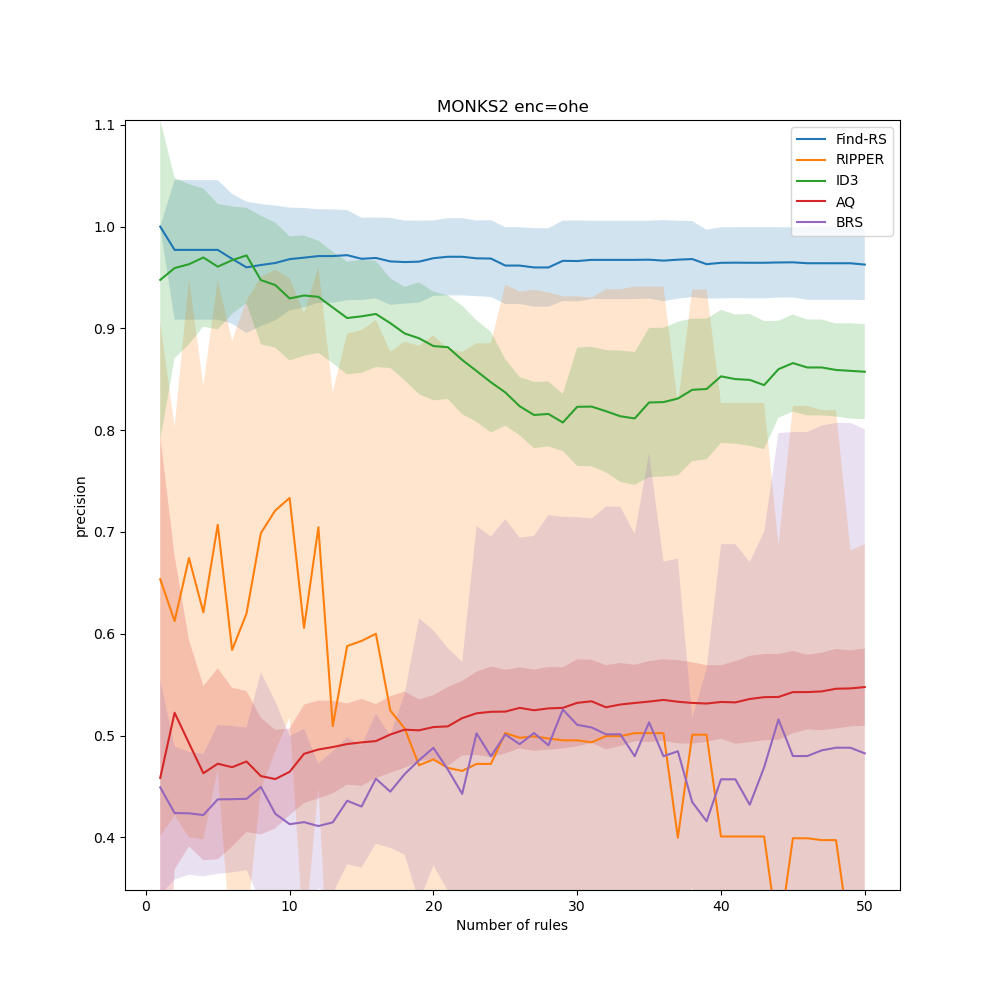 MONKS2 enc=ohe
1.1
1.0
0.9
0.8
0.7
0.6
0.5
0.4
precision
Find-RS
RIPPER
ID3
AQ
BRS
0 10 20 30 40 50
Number of rules